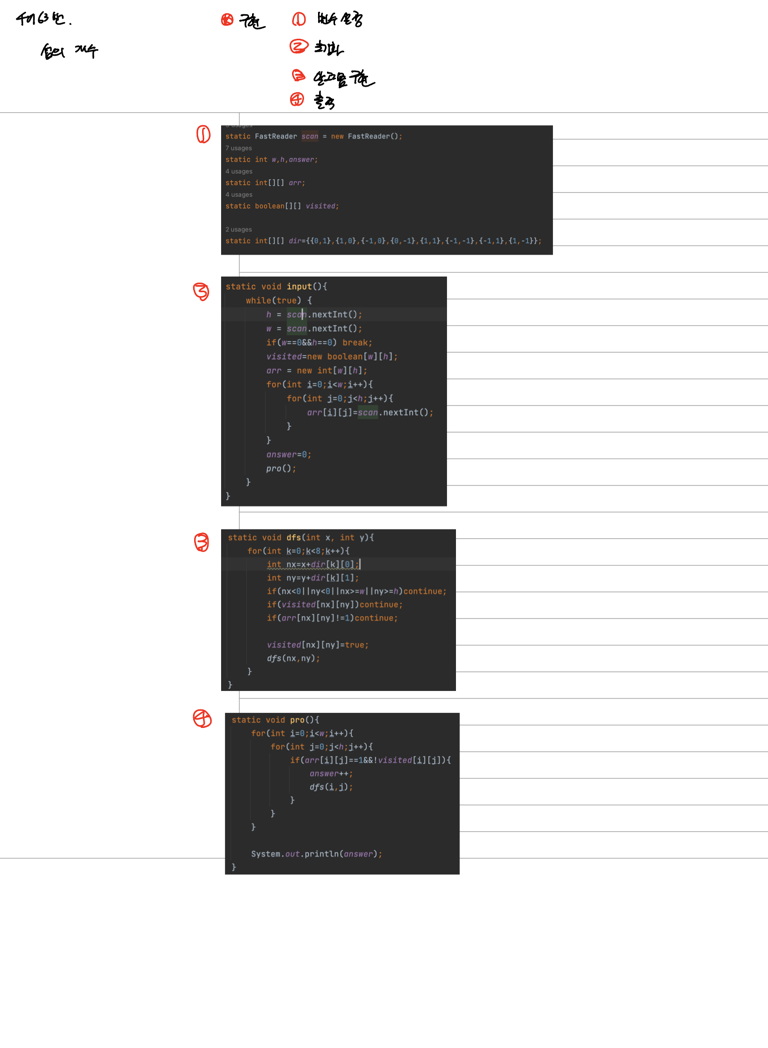 4963번.
섬의 개수
구현 ① 변수 설정
②
③ 알고리즘 구현
④ 출력
①
static FastReader scan = new FastReader();
7 usages
static int w,h,answer;
4 usages
static int[][] arr;
4 usages
static boolean[][] visited;
2 usages
static int[][] dir={{0,1},{1,0},{-1,0},{0,-1},{1,1},{-1,-1},{-1,1},{1,-1}};
③
static void input(){
while(true) {
h = scan.nextInt();
w = scan.nextInt();
if(w==0&&h==0) break;
visited=new boolean[w][h];
arr = new int[w][h];
for(int i=0;i<w;i++){
for(int j=0;j<h;j++){
arr[i][j]=scan.nextInt();
}
}
answer=0;
pro();
}
}
③
static void dfs(int x, int y){
for(int k=0;k<8;k++){
int nx=x+dir[k][0];
int ny=y+dir[k][1];
if(nx<0||ny<0||nx>=w||ny>=h)continue;
if(visited[nx][ny])continue;
if(arr[nx][ny]!=1)continue;
visited[nx][ny]=true;
dfs(nx,ny);
}
}
④
static void pro(){
for(int i=0;i<w;i++){
for(int j=0;j<h;j++){
if(arr[i][j]==1&&!visited[i][j]){
answer++;
dfs(i,j);
}
}
}
System.out.println(answer);
}